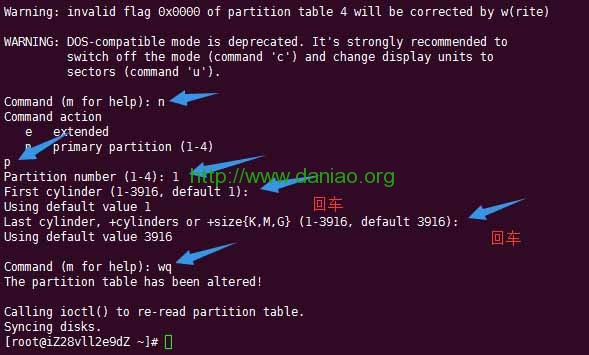 Warning: invalid flag 0x0000 of partition table 4 will be corrected by w(rite)
WARNING: DOS-compatible mode is deprecated. It's strongly recommended to
switch off the mode (command 'c') and change display units to
sectors (command 'u').
Command (m for help): n
Command action
e   extended
p   primary partition (1-4)
p
Partition number (1-4): 1
http://www.daniao.org
First cylinder (1-3916, default 1):
回车
Using default value 1
Last cylinder, +cylinders or +size{K,M,G} (1-3916, default 3916):
回车
Using default value 3916
Command (m for help): wq
The partition table has been altered!
Calling ioctl() to re-read partition table.
Syncing disks.
[root@iZ28vll2e9dZ ~]#